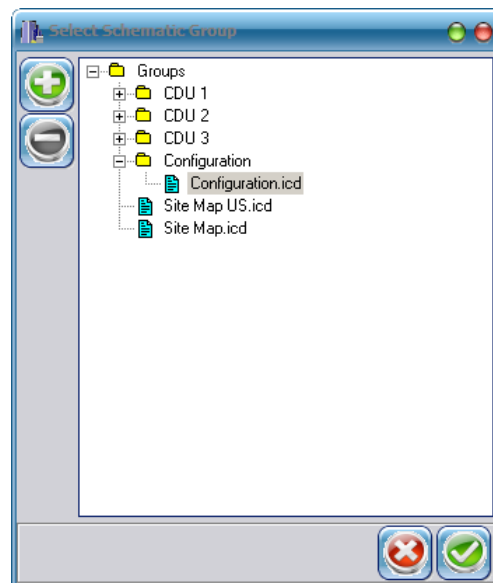 Select Schematic Group
Groups
CDU 1
CDU 2
CDU 3
Configuration
Configuration.icd
Site Map US.icd
Site Map.icd